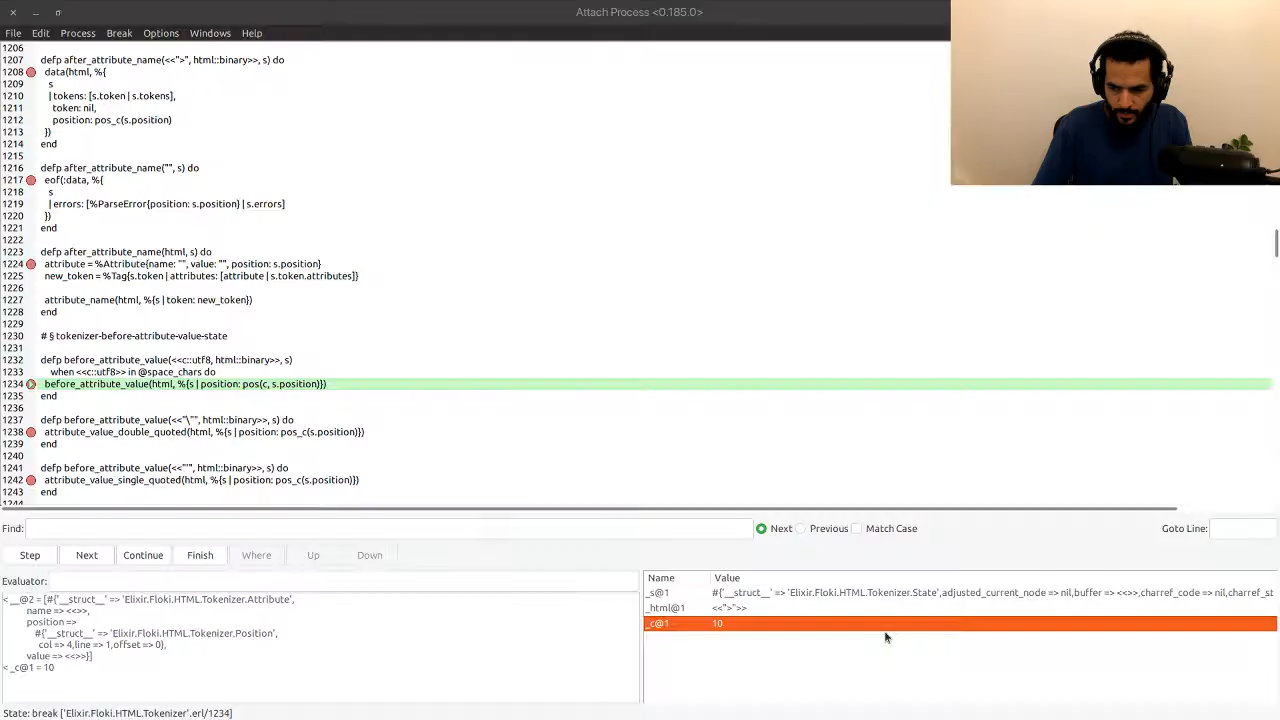 Attach Process <0.185.0>
File Edit Process Break Options Windows Help
1206
1207 defp after_attribute_name(<<">", html::binary>>, s) do
1208 data(html, %{
1209 s
1210 | tokens: [s.token | s.tokens],
1211 token: nil,
1212 position: pos_c(s.position)
1213 })
1214 end
1215
1216 defp after_attribute_name("", s) do
1217 eof(:data, %{
1218 s
1219 | errors: [%ParseError{position: s.position} | s.errors]
1220 })
1221 end
1222
1223 defp after_attribute_name(html, s) do
1224 attribute = %Attribute{name: "", value: "", position: s.position}
1225 new_token = %Tag{s.token | attributes: [attribute | s.token.attributes]}
1226
1227 attribute_name(html, %{s | token: new_token})
1228 end
1229
1230 # § tokenizer-before-attribute-value-state
1231
1232 defp before_attribute_value(<<c::utf8, html::binary>>, s)
1233 when <<c::utf8>> in @space_chars do
1234 before_attribute_value(html, %{s | position: pos(c, s.position)})
1235 end
1236
1237 defp before_attribute_value(<<"\"", html::binary>>, s) do
1238 attribute_value_double_quoted(html, %{s | position: pos_c(s.position)})
1239 end
1240
1241 defp before_attribute_value(<<"'", html::binary>>, s) do
1242 attribute_value_single_quoted(html, %{s | position: pos_c(s.position)})
1243 end
1244
Find: Next Previous Match Case Goto Line:
Step Next Continue Finish Where Up Down
Evaluator:
< __@2 = [#{'__struct__' => 'Elixir.Floki.HTML.Tokenizer.Attribute',
name => <<>>,
position =>
#{'__struct__' => 'Elixir.Floki.HTML.Tokenizer.Position',
col => 4,line => 1,offset => 0},
value => <<>>}]
< _c@1 = 10
Name Value
_s@1 #{'__struct__' => 'Elixir.Floki.HTML.Tokenizer.State',adjusted_current_node => nil,buffer => <<>>,charref_code => nil,charref_st
_html@1 <<">">>
_c@1 10
State: break ['Elixir.Floki.HTML.Tokenizer'.erl/1234]